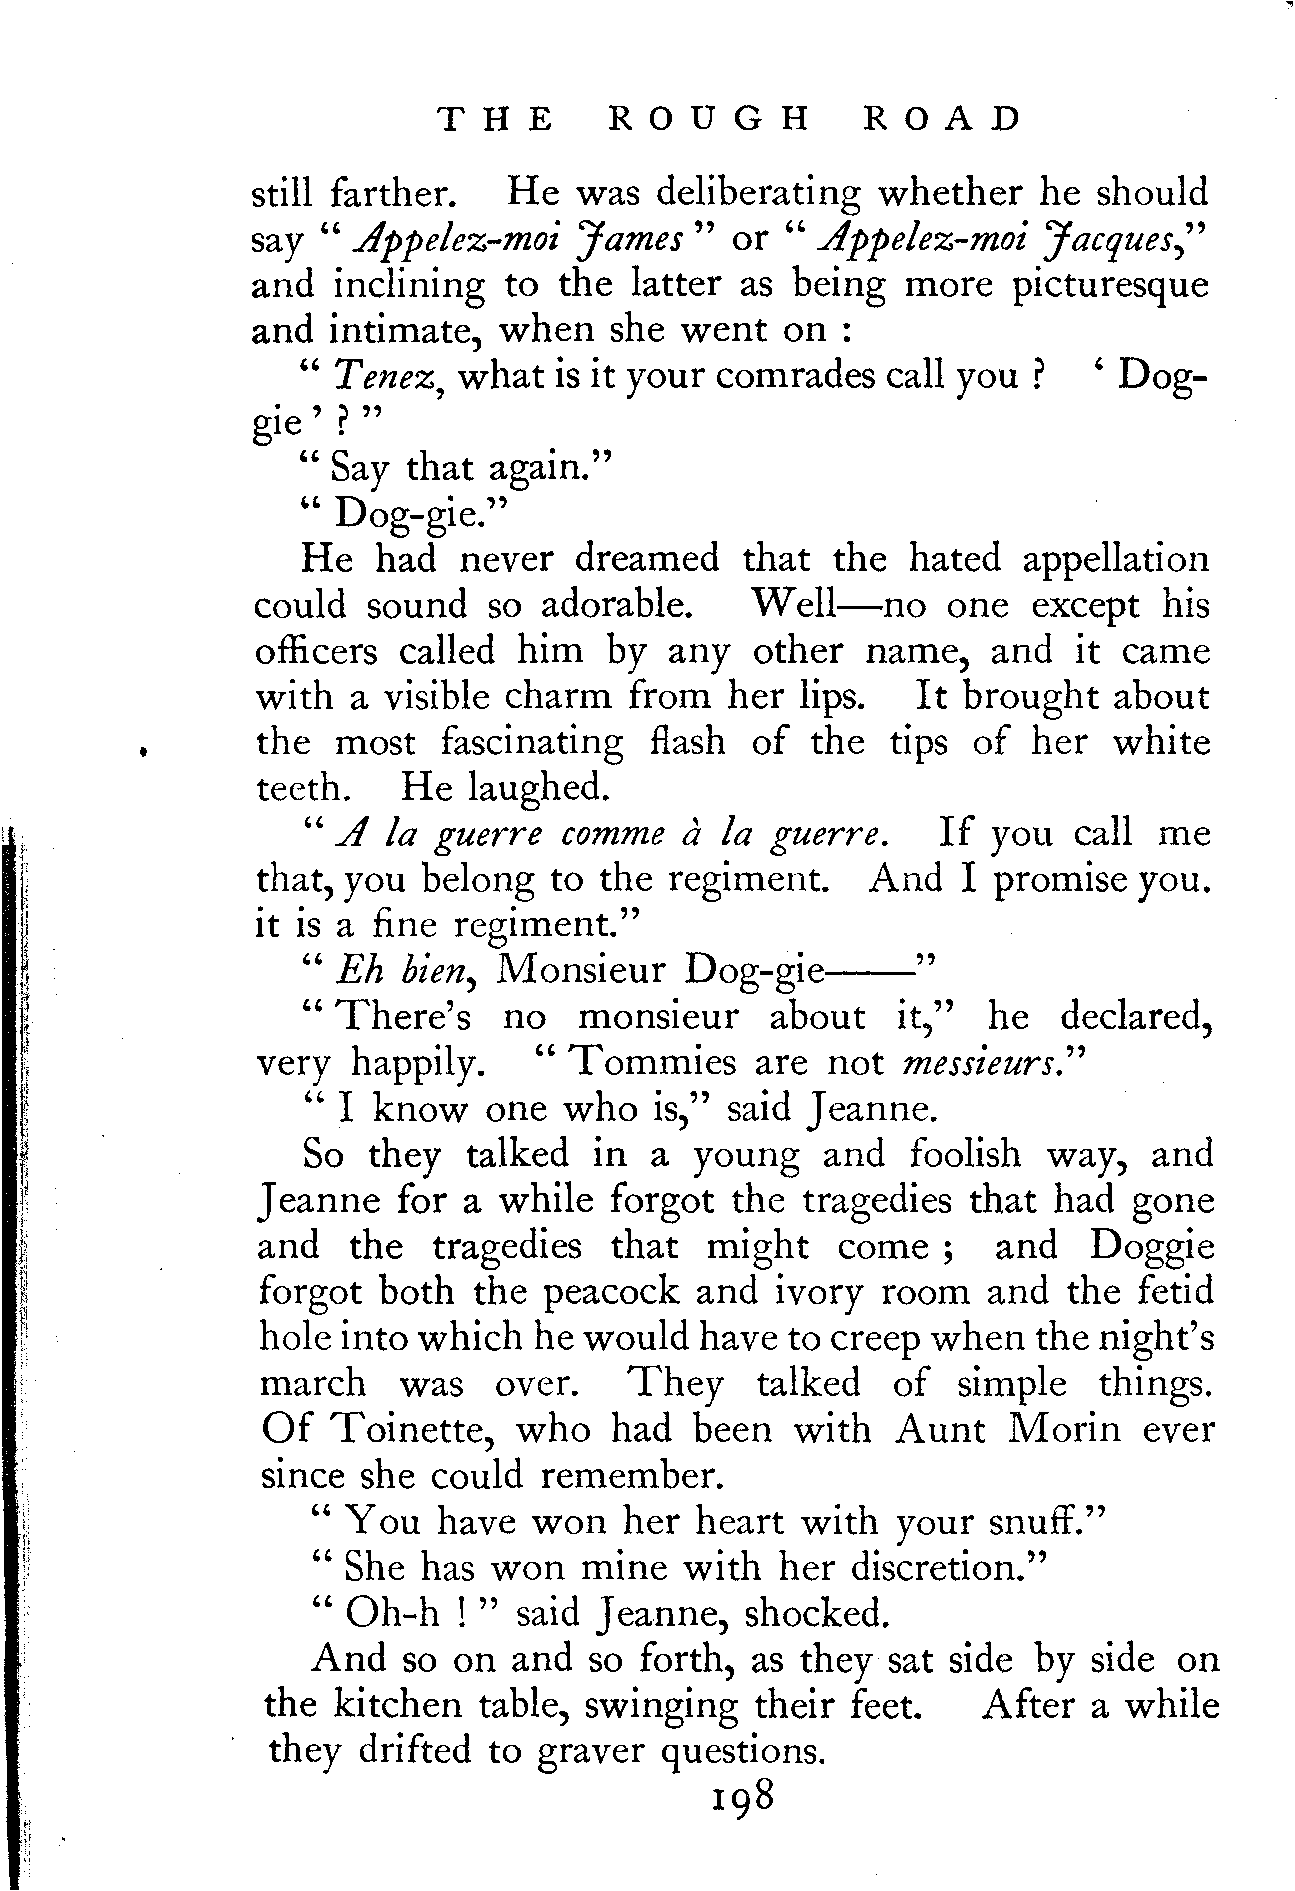 THE ROUGH ROAD
still farther. He was deliberating whether he should
say “ Appelez-moi James ” or “ Appelez-moi Jacques,”
and inclining to the latter as being more picturesque
and intimate, when she went on :
“ Tenez, what is it your comrades call you ? ‘ Dog-
gie ’ ? ”
“ Say that again.”
“ Dog-gie.”
He had never dreamed that the hated appellation
could sound so adorable. Well—no one except his
officers called him by any other name, and it came
with a visible charm from her lips. It brought about
the most fascinating flash of the tips of her white
teeth. He laughed.
“ A la guerre comme à la guerre. If you call me
that, you belong to the regiment. And I promise you.
it is a fine regiment.”
“ Eh bien, Monsieur Dog-gie——”
“ There’s no monsieur about it,” he declared,
very happily. “ Tommies are not messieurs.”
“ I know one who is,” said Jeanne.
So they talked in a young and foolish way, and
Jeanne for a while forgot the tragedies that had gone
and the tragedies that might come ; and Doggie
forgot both the peacock and ivory room and the fetid
hole into which he would have to creep when the night’s
march was over. They talked of simple things.
Of Toinette, who had been with Aunt Morin ever
since she could remember.
“ You have won her heart with your snuff.”
“ She has won mine with her discretion.”
“ Oh-h ! ” said Jeanne, shocked.
And so on and so forth, as they sat side by side on
the kitchen table, swinging their feet. After a while
they drifted to graver questions.
198